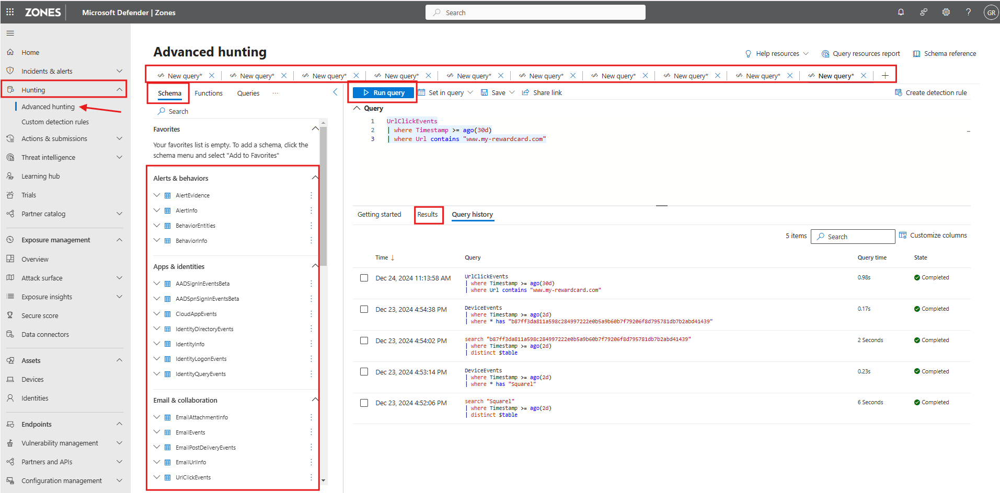 ZONES
Microsoft Defender | Zones
Search
GR
Home
Incidents & alerts
Hunting
Advanced hunting
Custom detection rules
Actions & submissions
Threat intelligence
Learning hub
Trials
Partner catalog
Exposure management
Overview
Attack surface
Exposure insights
Secure score
Data connectors
Assets
Devices
Identities
Endpoints
Vulnerability management
Partners and APIs
Configuration management
Advanced hunting
Help resources
Query resources report
Schema reference
New query*
New query*
New query*
New query*
New query*
New query*
New query*
New query*
New query*
New query*
Schema
Functions
Queries
...
Search
Favorites
Your favorites list is empty. To add a schema, click the
schema menu and select "Add to Favorites"
Alerts & behaviors
AlertEvidence
AlertInfo
BehaviorEntities
BehaviorInfo
Apps & identities
AADSignInEventsBeta
AADSpnSignInEventsBeta
CloudAppEvents
IdentityDirectoryEvents
IdentityInfo
IdentityLogonEvents
IdentityQueryEvents
Email & collaboration
EmailAttachmentInfo
EmailEvents
EmailPostDeliveryEvents
EmailUrlInfo
UrlClickEvents
Run query
Set in query
Save
Share link
Create detection rule
Query
1 UrlClickEvents
2 | where Timestamp >= ago(30d)
3 | where Url contains "www.my-rewardcard.com"
Getting started
Results
Query history
5 items
Search
Customize columns
Time ↓ Query Query time State
Dec 24, 2024 11:13:58 AM
UrlClickEvents
| where Timestamp >= ago(30d)
| where Url contains "www.my-rewardcard.com"
0.98s
Completed
Dec 23, 2024 4:54:38 PM
DeviceEvents
| where Timestamp >= ago(2d)
| where * has "b87ff3da811a598c284997222e0b5a9b60b7f79206f8d795781db7b2abd41439"
0.17s
Completed
Dec 23, 2024 4:54:02 PM
search "b87ff3da811a598c284997222e0b5a9b60b7f79206f8d795781db7b2abd41439"
| where Timestamp >= ago(2d)
| distinct $table
2 Seconds
Completed
Dec 23, 2024 4:53:14 PM
DeviceEvents
| where Timestamp >= ago(2d)
| where * has "Squarel"
0.23s
Completed
Dec 23, 2024 4:52:06 PM
search "Squarel"
| where Timestamp >= ago(2d)
| distinct $table
6 Seconds
Completed